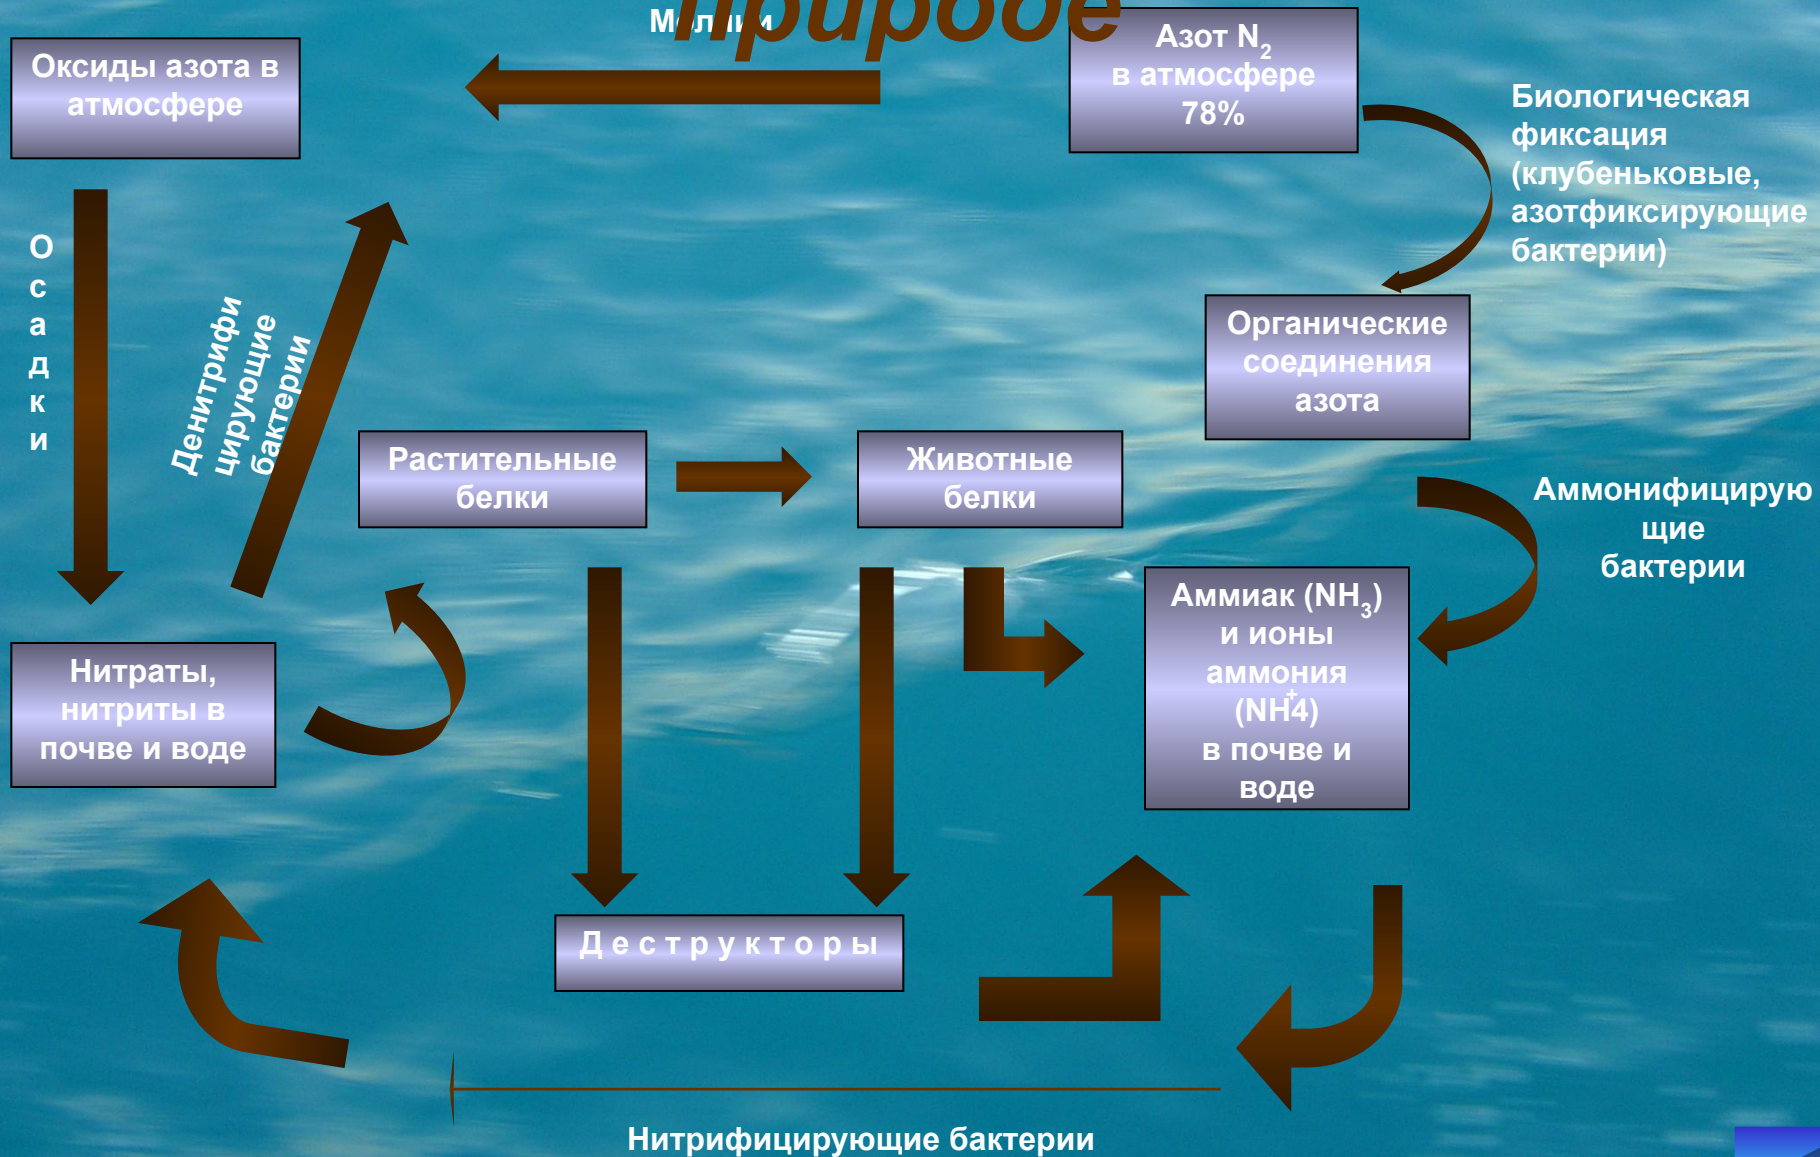 природе
Молнии
Азот N2
в атмосфере
78%
Оксиды азота в
атмосфере
Биологическая
фиксация
(клубеньковые,
азотфиксирующие
бактерии)
О
с
а
д
к
и
Денитрифи
цирующие
бактерии
Органические
соединения
азота
Растительные
белки
Животные
белки
Аммонифицирую
щие
бактерии
Аммиак (NH3)
и ионы
аммония
(NH4+)
в почве и
воде
Нитраты,
нитриты в
почве и воде
Д е с т р у к т о р ы
Нитрифицирующие бактерии